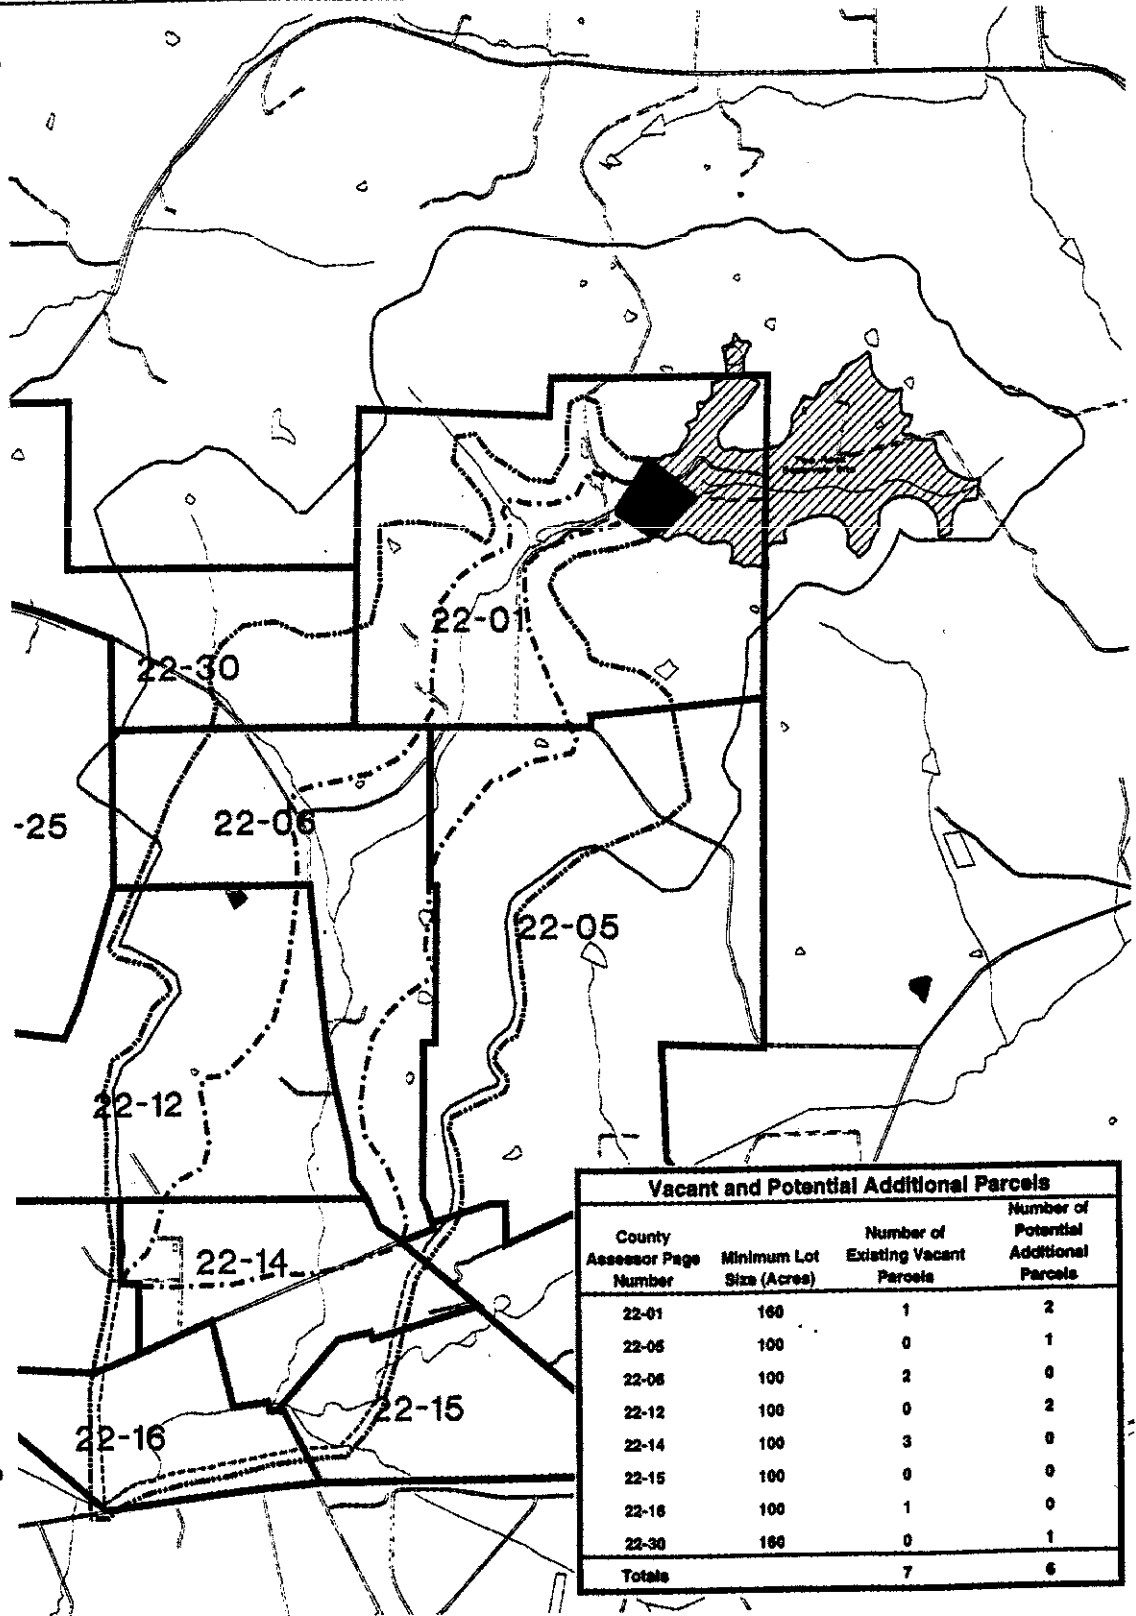 Two Rock
Reservoir Site
22-01
22-30
22-06
-25
22-05
22-12
22-14
22-15
22-16
Vacant and Potential Additional Parcels
County Assessor Page Number | Minimum Lot Size (Acres) | Number of Existing Vacant Parcels | Number of Potential Additional Parcels
22-01 160 1 2
22-05 100 0 1
22-06 100 2 0
22-12 100 0 2
22-14 100 3 0
22-15 100 0 0
22-16 100 1 0
22-30 160 0 1
Totals 7 6